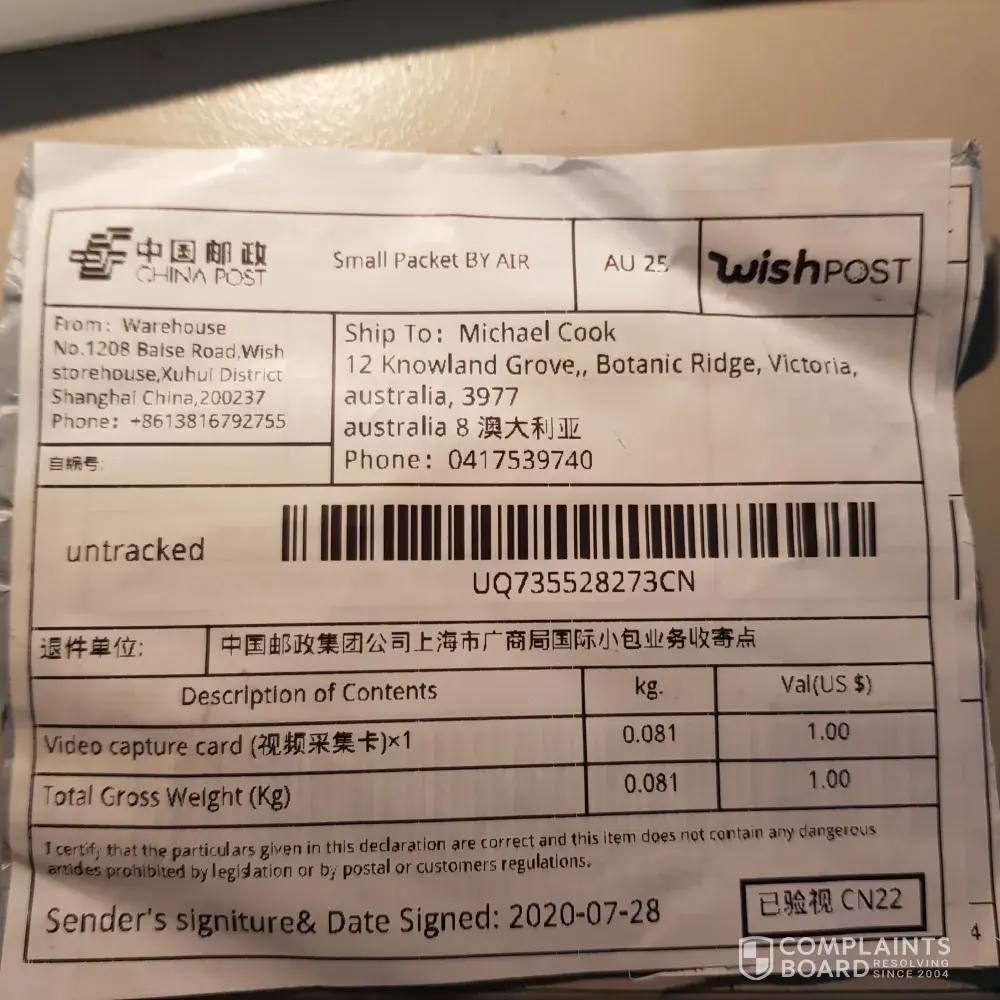 中国邮政
CHINA POST
Small Packet BY AIR
AU 25
wishPOST
From: Warehouse
No.1208 Baise Road,Wish
storehouse,Xuhui District
Shanghai China,200237
Phone: +8613816792755
自编号:
Ship To: Michael Cook
12 Knowland Grove,, Botanic Ridge, Victoria,
australia, 3977
australia 8 澳大利亚
Phone: 0417539740
untracked
UQ735528273CN
退件单位:
中国邮政集团公司上海市广商局国际小包业务收寄点
Description of Contents
kg.
Val(US $)
Video capture card (视频采集卡)×1
0.081
1.00
Total Gross Weight (Kg)
0.081
1.00
I certify that the particulars given in this declaration are correct and this item does not contain any dangerous
articles prohibited by legislation or by postal or customers regulations.
Sender's signiture& Date Signed: 2020-07-28
已验视 CN22
4
COMPLAINTS
BOARD RESOLVING
SINCE 2004